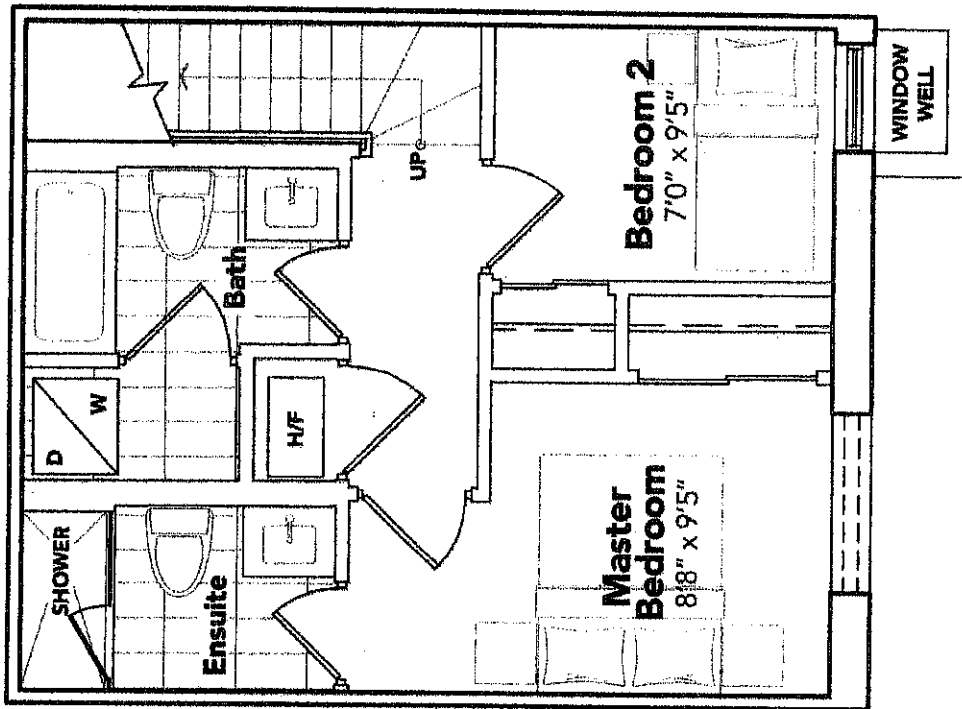 SHOWER
Ensuite
D
W
Bath
H/F
UP
Master
Bedroom
8'8" x 9'5"
Bedroom 2
7'0" x 9'5"
WINDOW
WELL